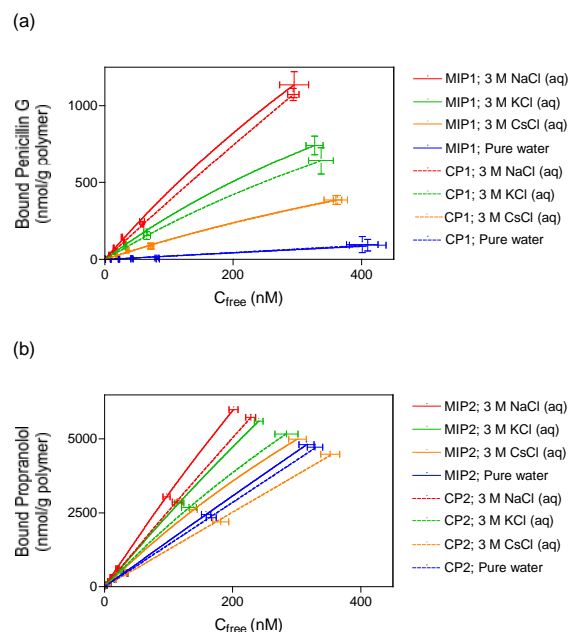 (a)
Bound Penicillin G
(nmol/g polymer)
1000
500
0
0
200
400
C_free (nM)
MIP1; 3 M NaCl (aq)
MIP1; 3 M KCl (aq)
MIP1; 3 M CsCl (aq)
MIP1; Pure water
CP1; 3 M NaCl (aq)
CP1; 3 M KCl (aq)
CP1; 3 M CsCl (aq)
CP1; Pure water
(b)
Bound Propranolol
(nmol/g polymer)
5000
2500
0
0
200
400
C_free (nM)
MIP2; 3 M NaCl (aq)
MIP2; 3 M KCl (aq)
MIP2; 3 M CsCl (aq)
MIP2; Pure water
CP2; 3 M NaCl (aq)
CP2; 3 M KCl (aq)
CP2; 3 M CsCl (aq)
CP2; Pure water